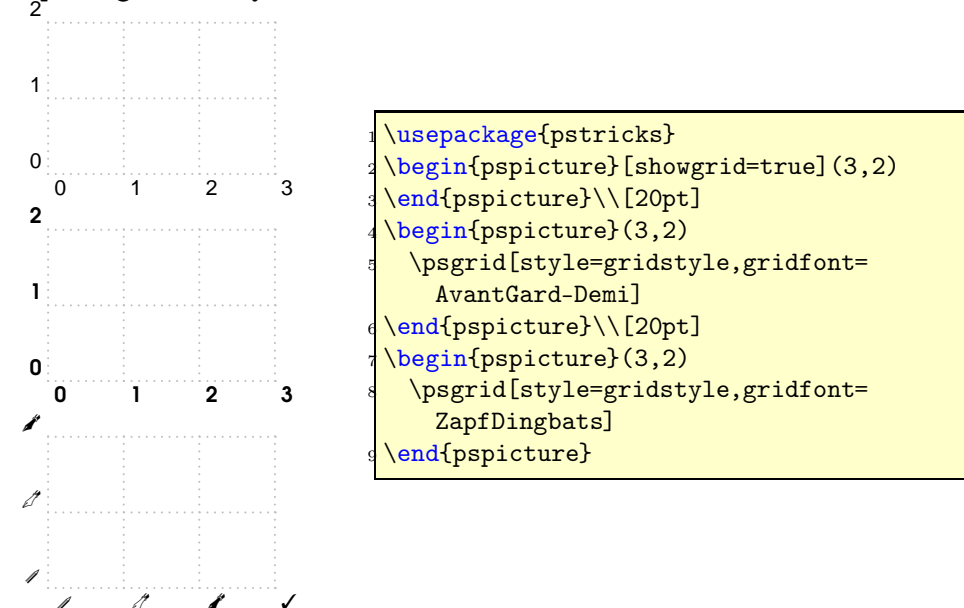 2
1
0
0 1 2 3
2
1
0
0 1 2 3
✒
✑
✐
✐ ✑ ✒ ✓
1 \usepackage{pstricks}
2 \begin{pspicture}[showgrid=true](3,2)
3 \end{pspicture}\\[20pt]
4 \begin{pspicture}(3,2)
5 \psgrid[style=gridstyle,gridfont=
AvantGard-Demi]
6 \end{pspicture}\\[20pt]
7 \begin{pspicture}(3,2)
8 \psgrid[style=gridstyle,gridfont=
ZapfDingbats]
9 \end{pspicture}